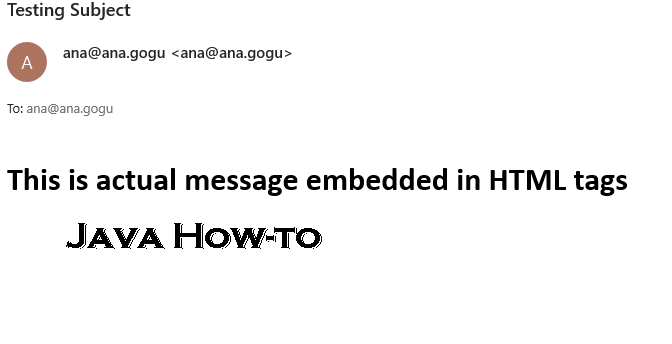 Testing Subject
A
ana@ana.gogu <ana@ana.gogu>
To: ana@ana.gogu
This is actual message embedded in HTML tags
Java How-to